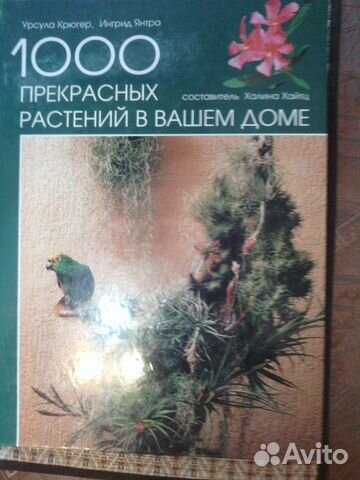 Урсула Крюгер, Ингрид Янтра
1000
ПРЕКРАСНЫХ
составитель Халина Хайтц
РАСТЕНИЙ В ВАШЕМ ДОМЕ
Avito